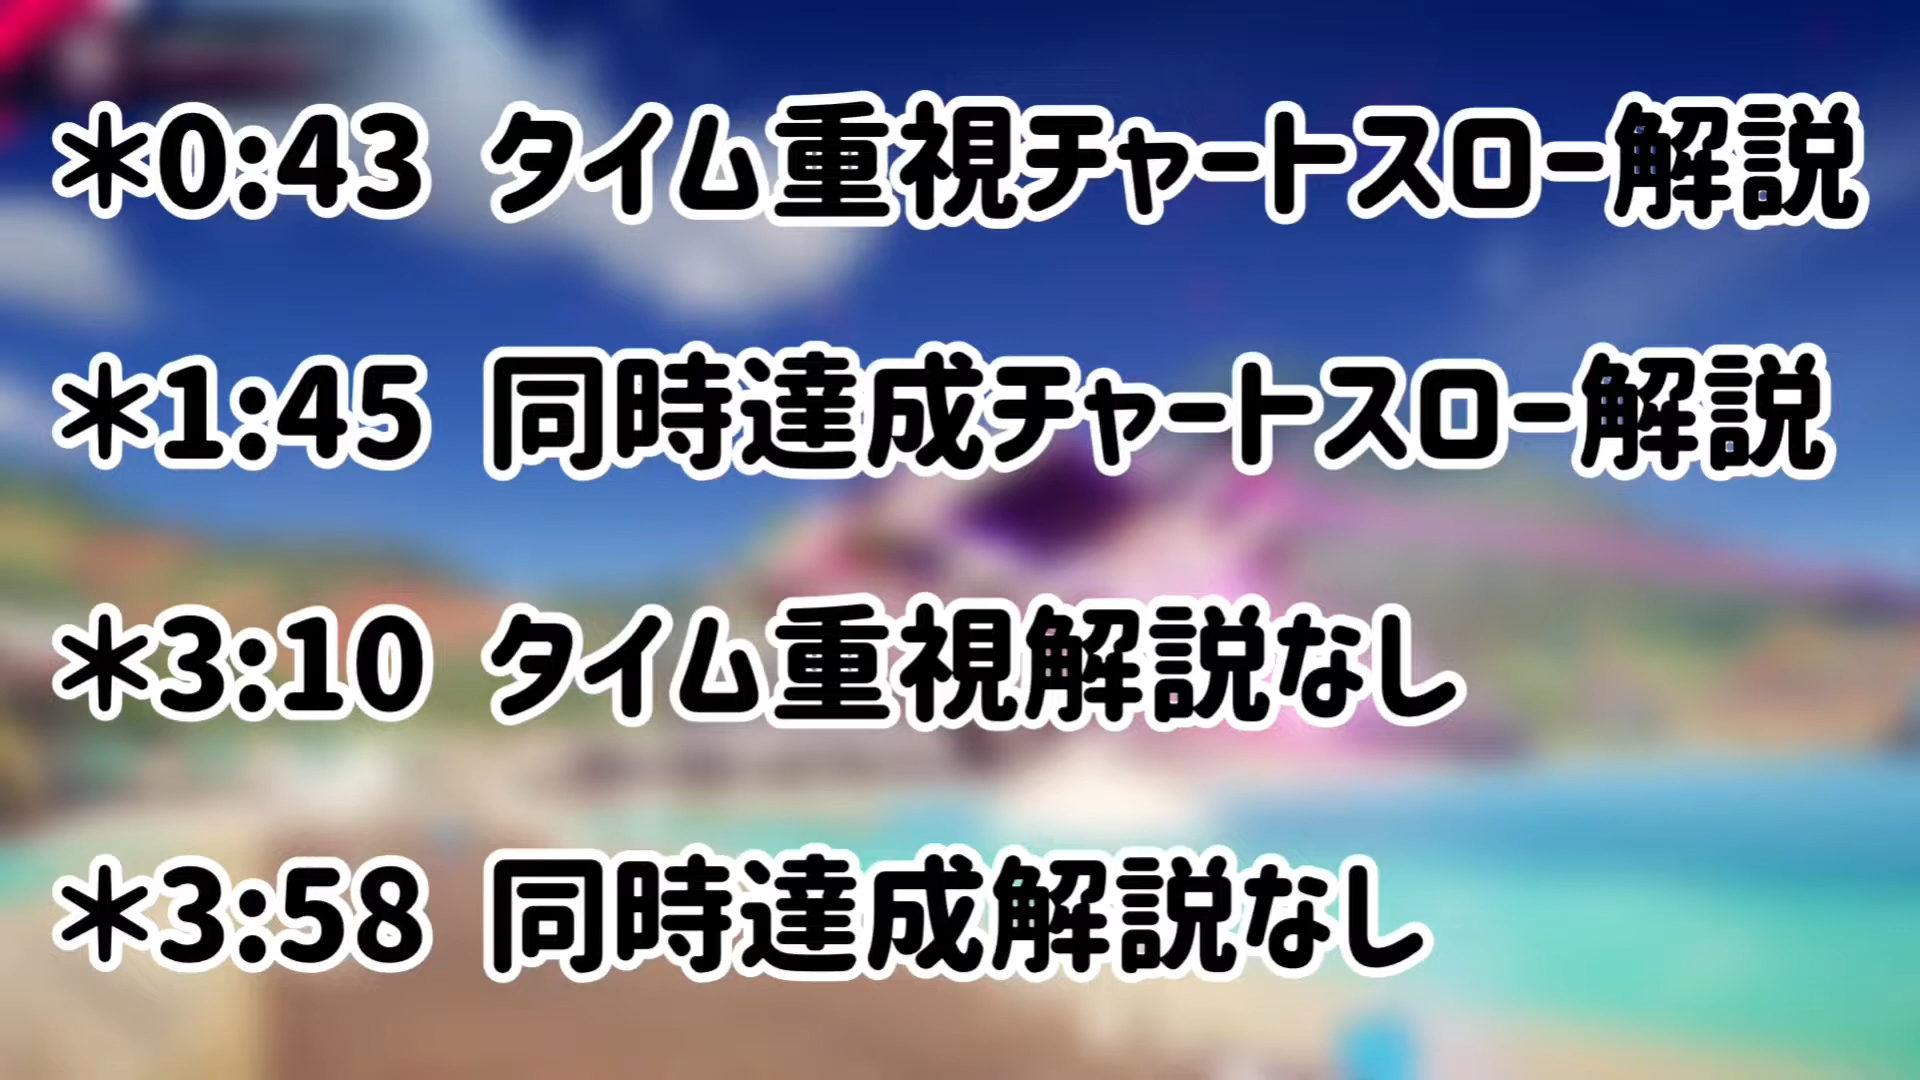 ＊0:43 タイム重視チャートスロー解説
＊1:45 同時達成チャートスロー解説
＊3:10 タイム重視解説なし
＊3:58 同時達成解説なし